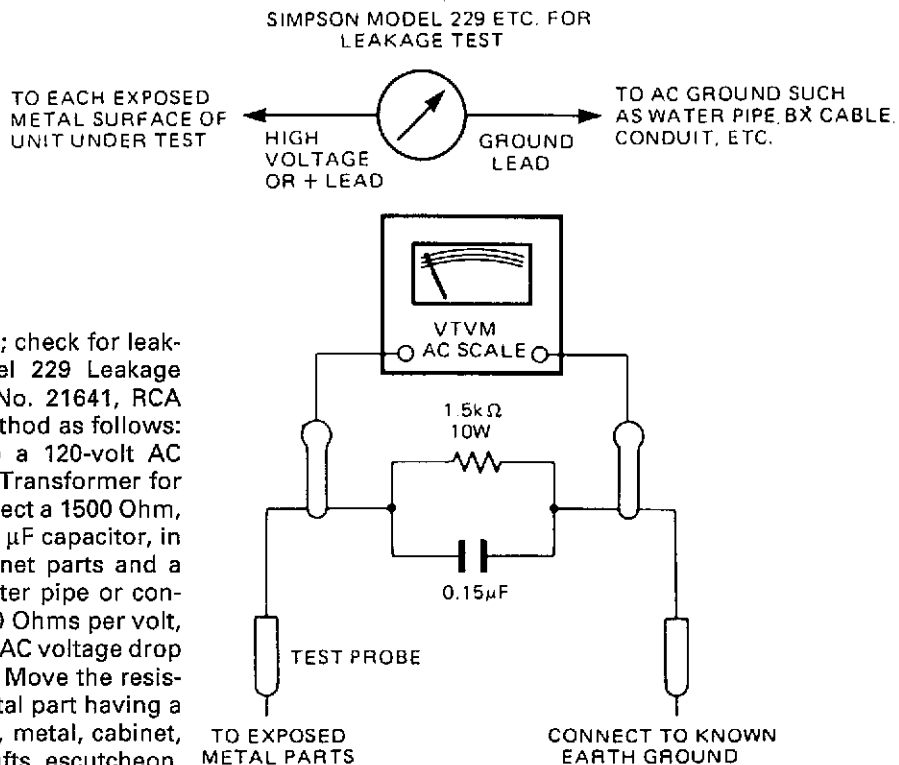 SIMPSON MODEL 229 ETC. FOR
LEAKAGE TEST
TO EACH EXPOSED
METAL SURFACE OF
UNIT UNDER TEST
HIGH
VOLTAGE
OR + LEAD
GROUND
LEAD
TO AC GROUND SUCH
AS WATER PIPE, BX CABLE,
CONDUIT, ETC.
VTVM
AC SCALE
1.5kΩ
10W
0.15µF
TEST PROBE
TO EXPOSED
METAL PARTS
CONNECT TO KNOWN
EARTH GROUND
; check for leak-
el 229 Leakage
No. 21641, RCA
thod as follows:
a 120-volt AC
Transformer for
ect a 1500 Ohm,
µF capacitor, in
net parts and a
ter pipe or con-
0 Ohms per volt,
AC voltage drop
Move the resis-
tal part having a
, metal, cabinet,
fts, escutcheon,